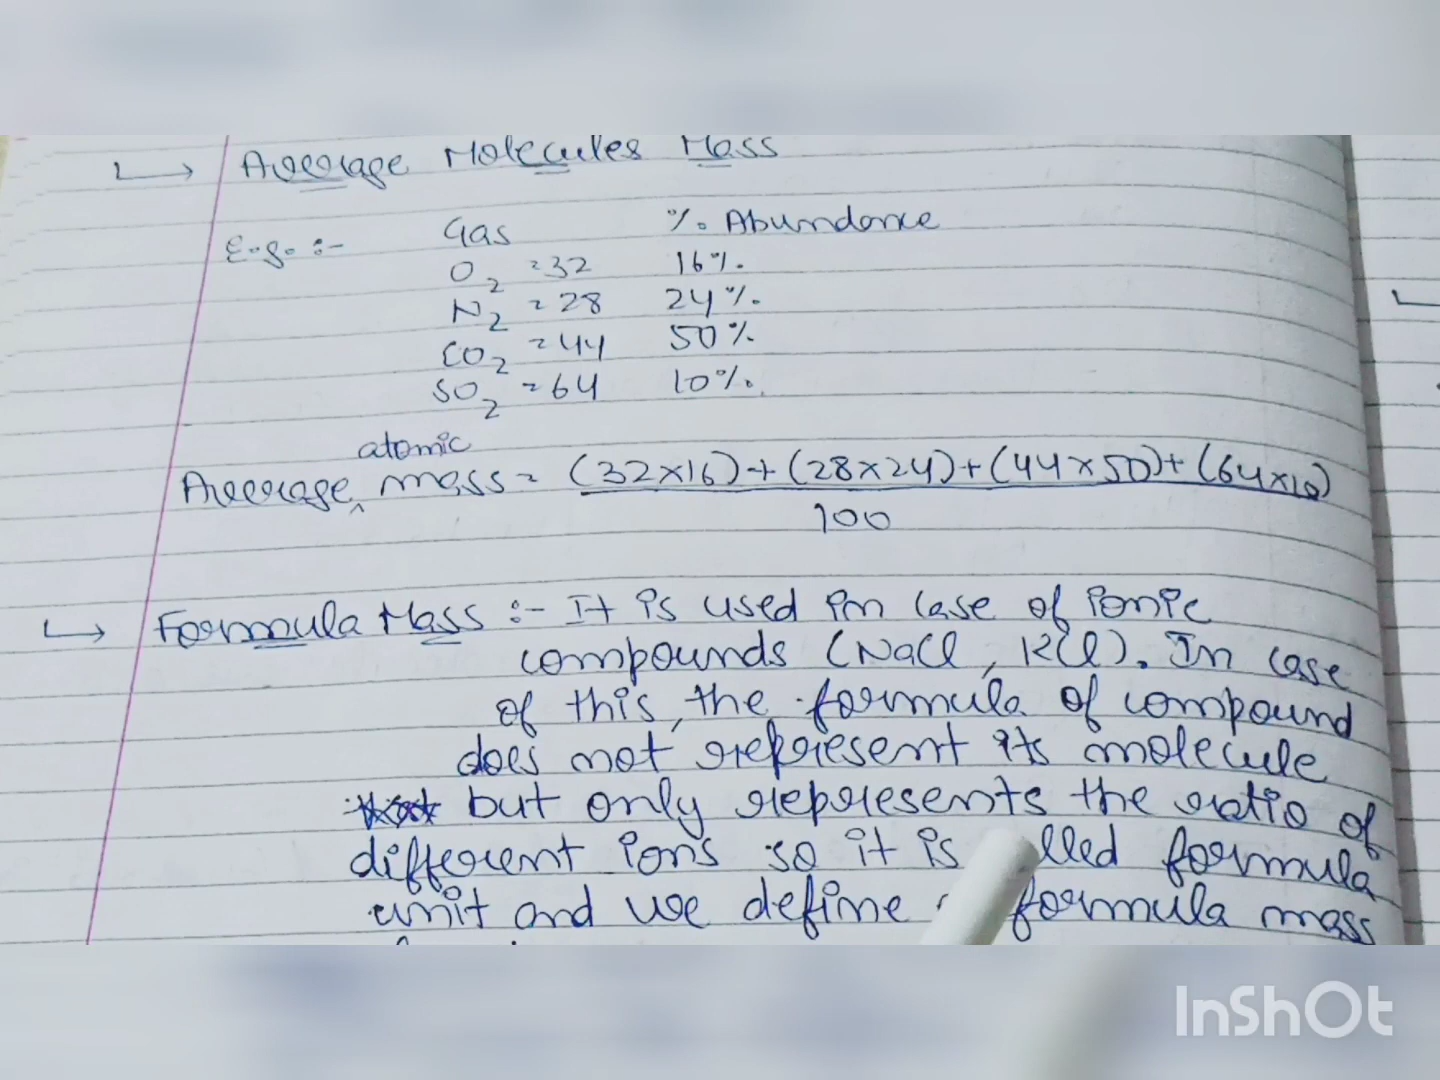 Average Molecules Mass
E.g. :- Gas % Abundance
O2 = 32 16%
N2 = 28 24%
CO2 = 44 50%
SO2 = 64 10%
atomic
Average ^ mass = (32×16)+(28×24)+(44×50)+(64×10)
100
Formula Mass :- It is used in case of ionic
compounds (NaCl, KCl). In case
of this, the formula of compound
does not represent its molecule
but only represents the ratio of
different ions so it is lled formula
unit and we define formula mass
InShOt